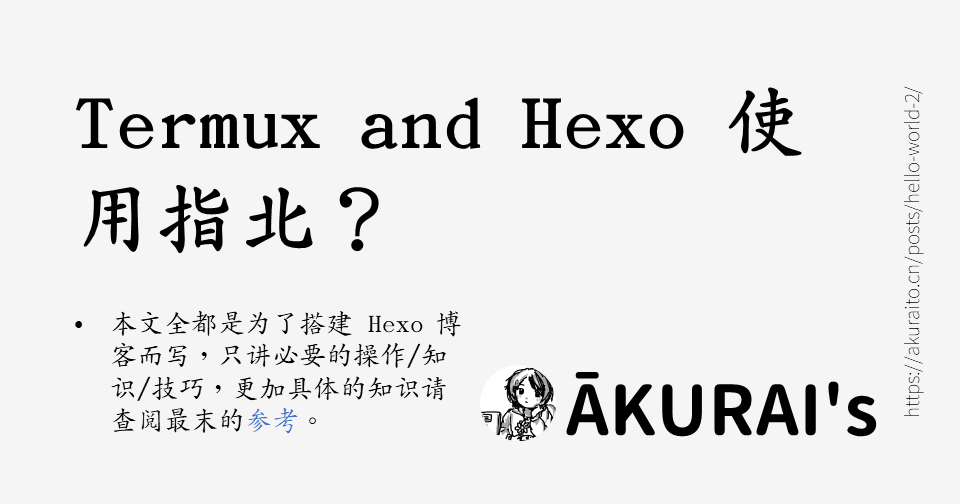 Termux and Hexo 使
用指北？
• 本文全都是为了搭建 Hexo 博
客而写，只讲必要的操作/知
识/技巧，更加具体的知识请
查阅最末的参考。
ĀKURAI's
https://akuraito.cn/posts/hello-world-2/